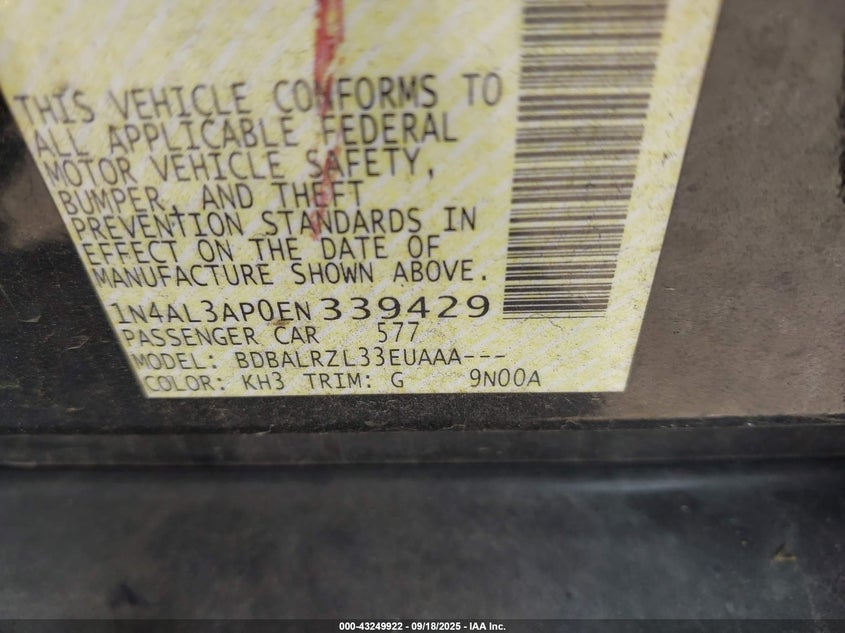 THIS VEHICLE CONFORMS TO
ALL APPLICABLE FEDERAL
MOTOR VEHICLE SAFETY,
BUMPER, AND THEFT
PREVENTION STANDARDS IN
EFFECT ON THE DATE OF
MANUFACTURE SHOWN ABOVE.
1N4AL3AP0EN339429
PASSENGER CAR 577
MODEL: BDBALRZL33EUAAA---
COLOR: KH3 TRIM: G 9N00A
000-43249922 - 09/18/2025 - IAA Inc.